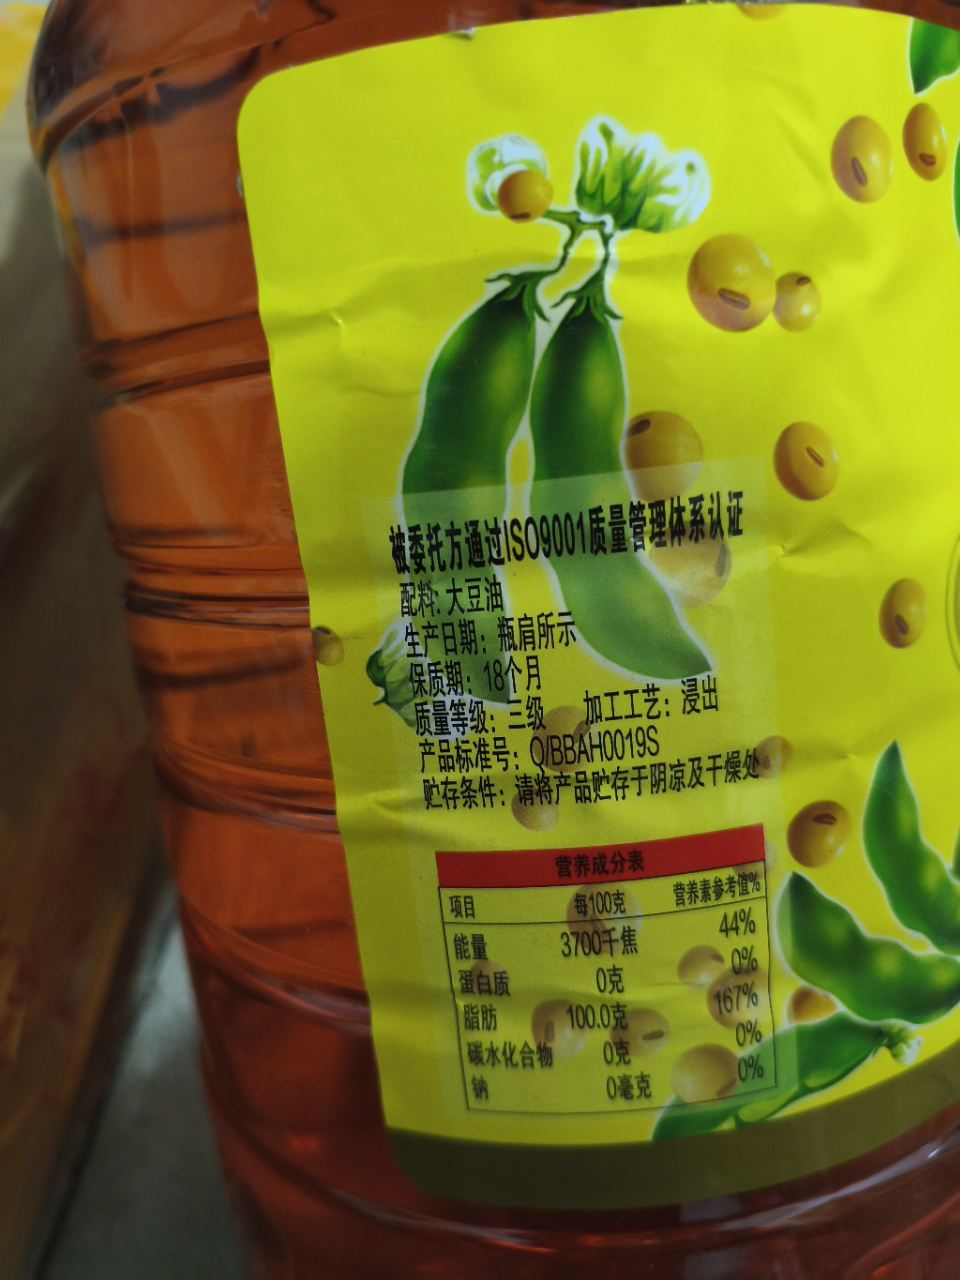 被委托方通过ISO9001质量管理体系认证
配料: 大豆油
生产日期：瓶肩所示
保质期：18个月
质量等级：三级 加工工艺：浸出
产品标准号：Q/BBAH0019S
贮存条件：请将产品贮存于阴凉及干燥处
营养成分表
项目 每100克 营养素参考值%
能量 3700千焦 44%
蛋白质 0克 0%
脂肪 100.0克 167%
碳水化合物 0克 0%
钠 0毫克 0%